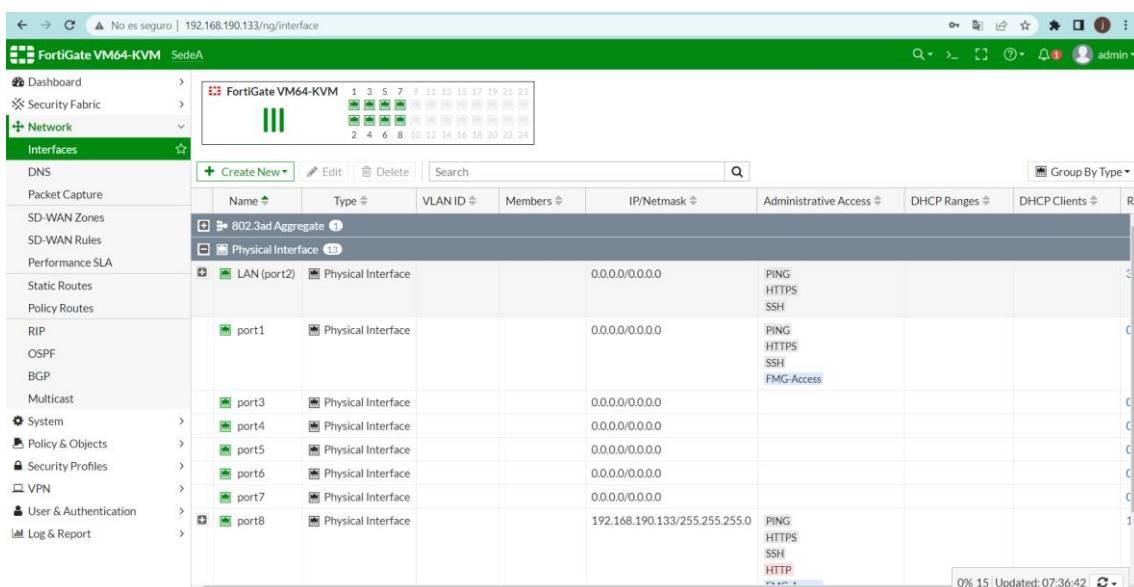 No es seguro | 192.168.190.133/ng/interface
FortiGate VM64-KVM SedeA
admin
1
Dashboard
Security Fabric
Network
Interfaces
DNS
Packet Capture
SD-WAN Zones
SD-WAN Rules
Performance SLA
Static Routes
Policy Routes
RIP
OSPF
BGP
Multicast
System
Policy & Objects
Security Profiles
VPN
User & Authentication
Log & Report
FortiGate VM64-KVM
1 3 5 7 9 11 13 15 17 19 21 23
2 4 6 8 10 12 14 16 18 20 22 24
Create New Edit Delete Search Group By Type
Name Type VLAN ID Members IP/Netmask Administrative Access DHCP Ranges DHCP Clients R
802.3ad Aggregate 1
Physical Interface 13
LAN (port2) Physical Interface 0.0.0.0/0.0.0.0 PING
HTTPS
SSH
port1 Physical Interface 0.0.0.0/0.0.0.0 PING
HTTPS
SSH
FMG-Access
port3 Physical Interface 0.0.0.0/0.0.0.0
port4 Physical Interface 0.0.0.0/0.0.0.0
port5 Physical Interface 0.0.0.0/0.0.0.0
port6 Physical Interface 0.0.0.0/0.0.0.0
port7 Physical Interface 0.0.0.0/0.0.0.0
port8 Physical Interface 192.168.190.133/255.255.255.0 PING
HTTPS
SSH
HTTP
0% 15 Updated: 07:36:42